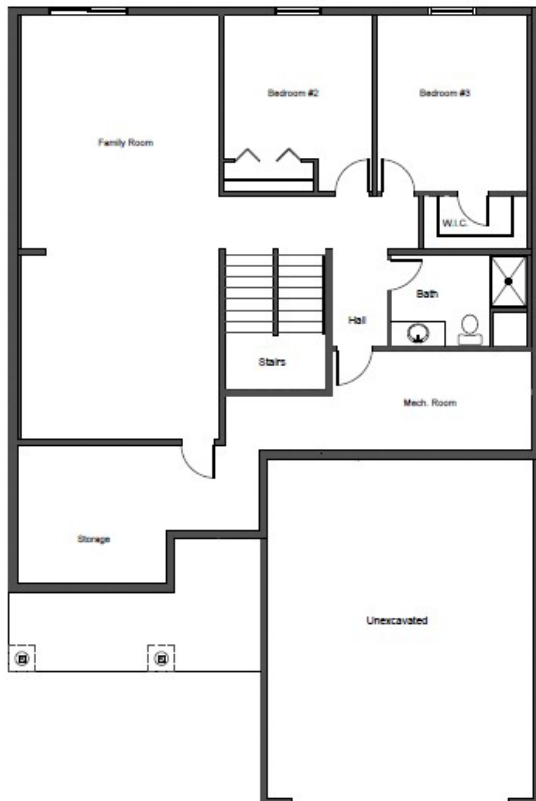 Bedroom #2
Bedroom #3
Family Room
W.I.C.
Bath
Hall
Stairs
Mech. Room
Storage
Unexcavated